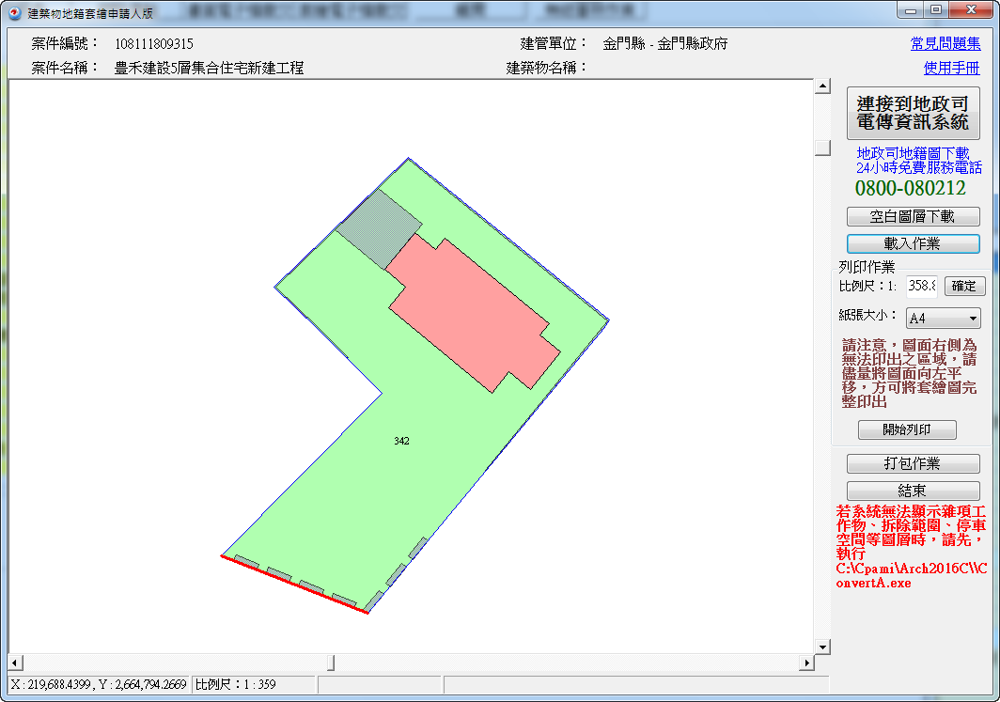 建築物地籍套繪申請人版
案件編號： 108111809315
建管單位： 金門縣 - 金門縣政府
常見問題集
案件名稱： 豊禾建設5層集合住宅新建工程
建築物名稱：
使用手冊
連接到地政司
電傳資訊系統
地政司地籍圖下載
24小時免費服務電話
0800-080212
空白圖層下載
載入作業
列印作業
比例尺：1: 358.8
確定
紙張大小： A4
請注意，圖面右側為
無法印出之區域，請
儘量將圖面向左平
移，方可將套繪圖完
整印出
開始列印
打包作業
結束
若系統無法顯示雜項工
作物、拆除範圍、停車
空間等圖層時，請先，
執行
C:\Cpami\Arch2016C\\C
onvertA.exe
342
X : 219,688.4399 , Y : 2,664,794.2669
比例尺：1 : 359